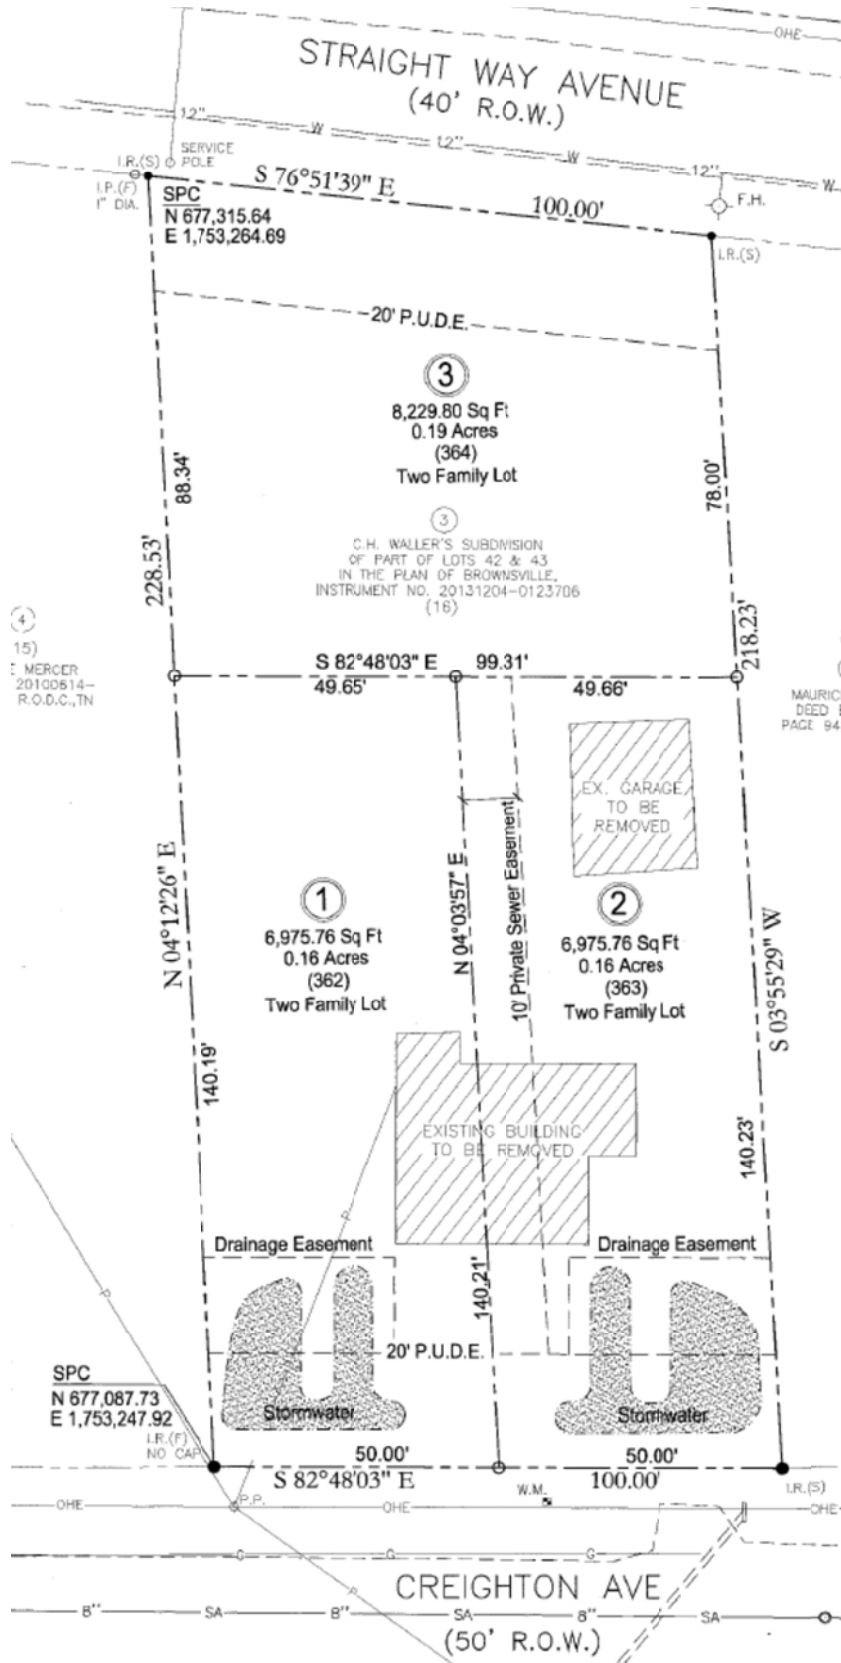 OHE
STRAIGHT WAY AVENUE
(40' R.O.W.)
12"
W
12"
W
12"
W
SERVICE
POLE
I.R.(S)
I.P.(F)
1" DIA.
S 76°51'39" E
100.00'
F.H.
I.R.(S)
SPC
N 677,315.64
E 1,753,264.69
20' P.U.D.E.
3
8,229.80 Sq Ft
0.19 Acres
(364)
Two Family Lot
88.34'
78.00'
3
C.H. WALLER'S SUBDIVISION
OF PART OF LOTS 42 & 43
IN THE PLAN OF BROWNSVILLE,
INSTRUMENT NO. 20131204-0123706
(16)
228.53'
218.23'
4
15)
E MERCER
20100614-
R.O.D.C.,TN
S 82°48'03" E
99.31'
49.65'
49.66'
MAURIC
DEED
PAGE 94
EX. GARAGE
TO BE
REMOVED
10' Private Sewer Easement
N 04°12'26" E
N 04°03'57" E
S 03°55'29" W
1
6,975.76 Sq Ft
0.16 Acres
(362)
Two Family Lot
2
6,975.76 Sq Ft
0.16 Acres
(363)
Two Family Lot
140.19'
140.23'
EXISTING BUILDING
TO BE REMOVED
P
P
Drainage Easement
Drainage Easement
140.21'
20' P.U.D.E.
SPC
N 677,087.73
E 1,753,247.92
I.R.(F)
NO CAP
Stormwater
Stormwater
50.00'
50.00'
S 82°48'03" E
100.00'
I.R.(S)
P.P.
W.M.
OHE
OHE
OHE
G
G
G
P
CREIGHTON AVE
(50' R.O.W.)
8"
SA
8"
SA
8"
SA